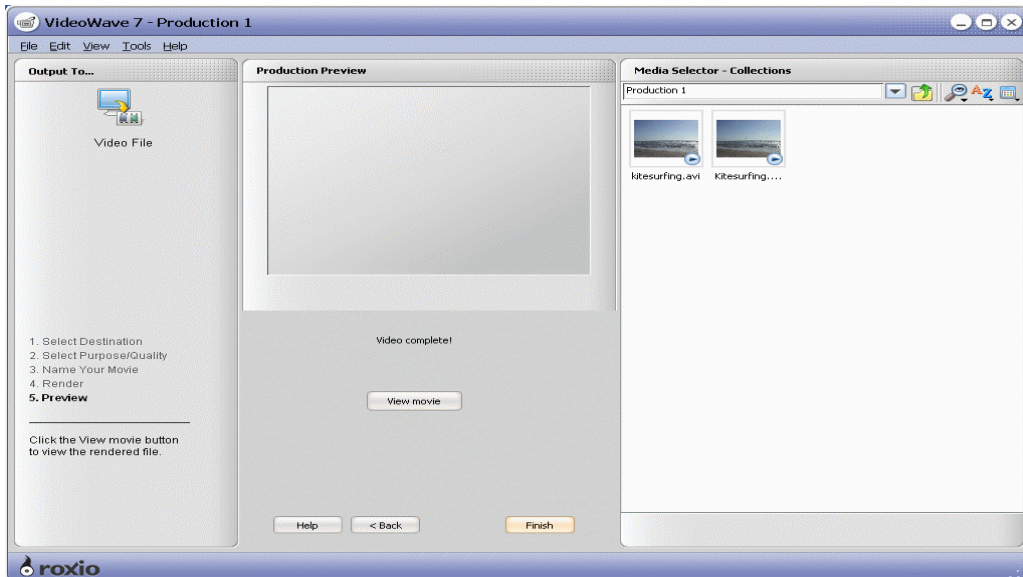 VideoWave 7 - Production 1
File Edit View Tools Help
Output To...
Video File
1. Select Destination
2. Select Purpose/Quality
3. Name Your Movie
4. Render
5. Preview
Click the View movie button
to view the rendered file.
Production Preview
Video complete!
View movie
Help
< Back
Finish
Media Selector - Collections
Production 1
AZ
kitesurfing.avi
Kitesurfing....
roxio